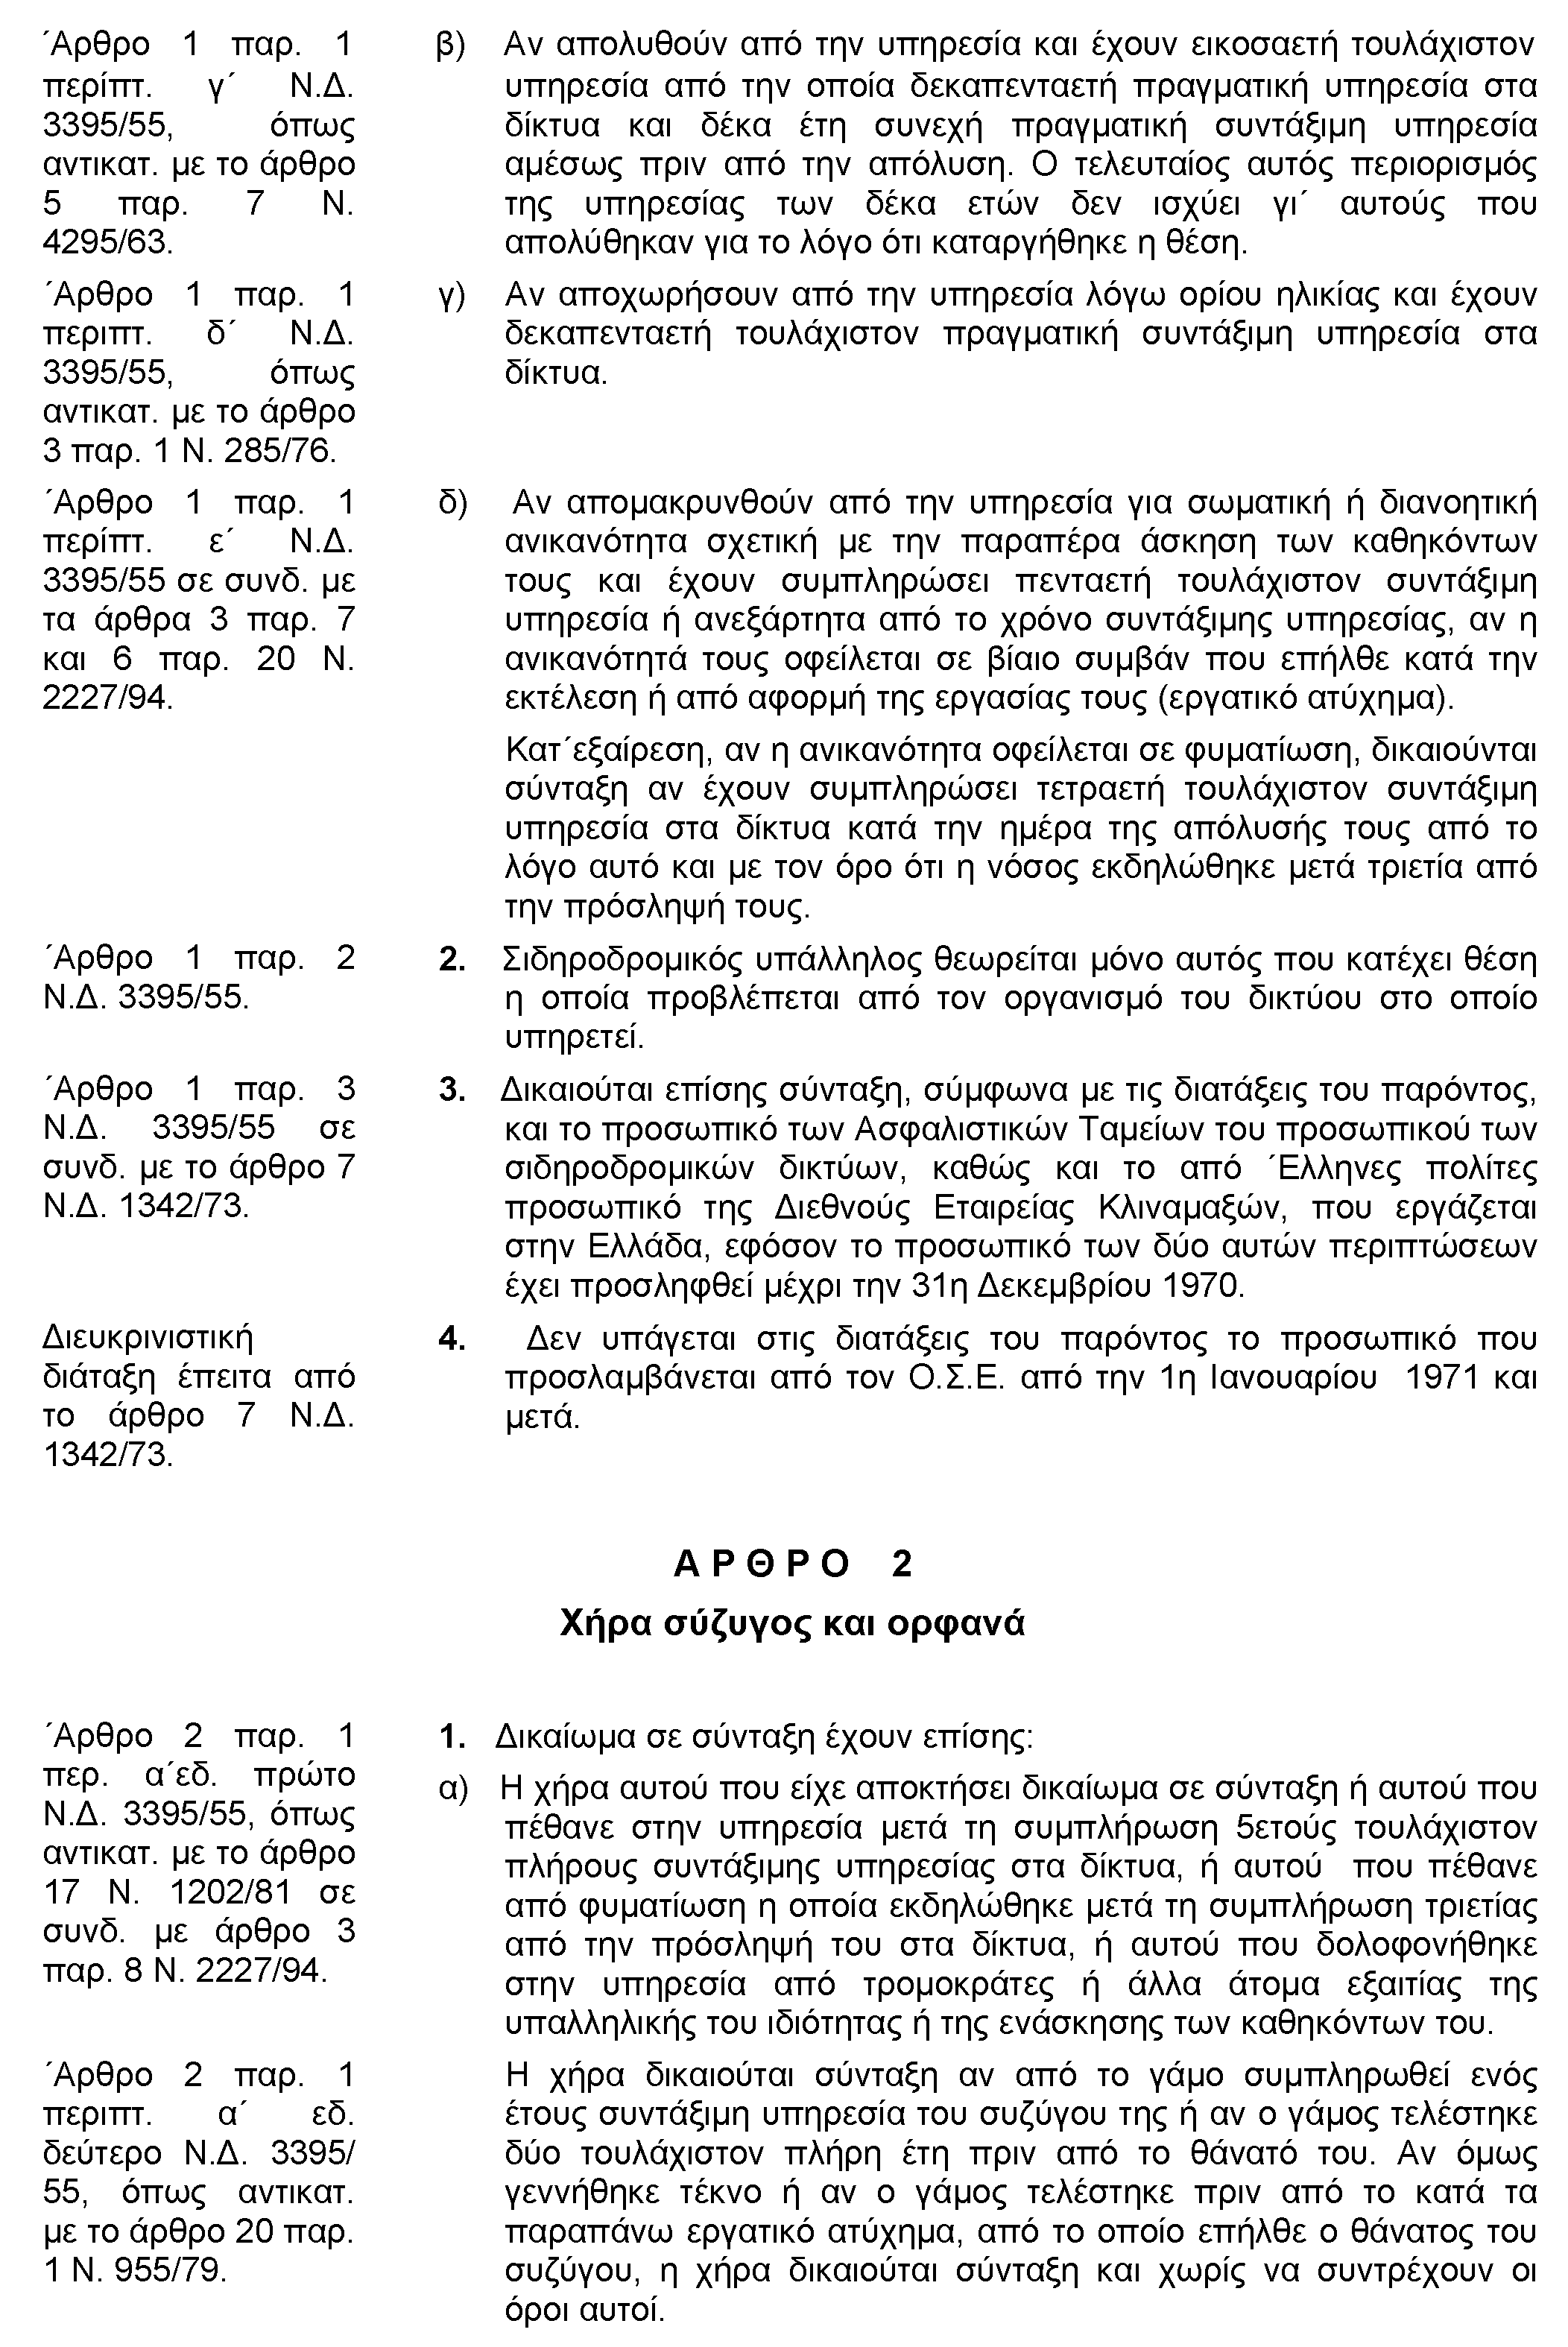 ΄Αρθρο 1 παρ. 1
περίπτ. γ΄ Ν.Δ.
3395/55, όπως
αντικατ. με το άρθρο
5 παρ. 7 Ν.
4295/63.
β) Αν απολυθούν από την υπηρεσία και έχουν εικοσαετή τουλάχιστον
υπηρεσία από την οποία δεκαπενταετή πραγματική υπηρεσία στα
δίκτυα και δέκα έτη συνεχή πραγματική συντάξιμη υπηρεσία
αμέσως πριν από την απόλυση. Ο τελευταίος αυτός περιορισμός
της υπηρεσίας των δέκα ετών δεν ισχύει γι΄ αυτούς που
απολύθηκαν για το λόγο ότι καταργήθηκε η θέση.
΄Αρθρο 1 παρ. 1
περιπτ. δ΄ Ν.Δ.
3395/55, όπως
αντικατ. με το άρθρο
3 παρ. 1 Ν. 285/76.
γ) Αν αποχωρήσουν από την υπηρεσία λόγω ορίου ηλικίας και έχουν
δεκαπενταετή τουλάχιστον πραγματική συντάξιμη υπηρεσία στα
δίκτυα.
΄Αρθρο 1 παρ. 1
περίπτ. ε΄ Ν.Δ.
3395/55 σε συνδ. με
τα άρθρα 3 παρ. 7
και 6 παρ. 20 Ν.
2227/94.
δ) Αν απομακρυνθούν από την υπηρεσία για σωματική ή διανοητική
ανικανότητα σχετική με την παραπέρα άσκηση των καθηκόντων
τους και έχουν συμπληρώσει πενταετή τουλάχιστον συντάξιμη
υπηρεσία ή ανεξάρτητα από το χρόνο συντάξιμης υπηρεσίας, αν η
ανικανότητά τους οφείλεται σε βίαιο συμβάν που επήλθε κατά την
εκτέλεση ή από αφορμή της εργασίας τους (εργατικό ατύχημα).
Κατ΄εξαίρεση, αν η ανικανότητα οφείλεται σε φυματίωση, δικαιούνται
σύνταξη αν έχουν συμπληρώσει τετραετή τουλάχιστον συντάξιμη
υπηρεσία στα δίκτυα κατά την ημέρα της απόλυσής τους από το
λόγο αυτό και με τον όρο ότι η νόσος εκδηλώθηκε μετά τριετία από
την πρόσληψή τους.
΄Αρθρο 1 παρ. 2
Ν.Δ. 3395/55.
2. Σιδηροδρομικός υπάλληλος θεωρείται μόνο αυτός που κατέχει θέση
η οποία προβλέπεται από τον οργανισμό του δικτύου στο οποίο
υπηρετεί.
΄Αρθρο 1 παρ. 3
Ν.Δ. 3395/55 σε
συνδ. με το άρθρο 7
Ν.Δ. 1342/73.
3. Δικαιούται επίσης σύνταξη, σύμφωνα με τις διατάξεις του παρόντος,
και το προσωπικό των Ασφαλιστικών Ταμείων του προσωπικού των
σιδηροδρομικών δικτύων, καθώς και το από ΄Ελληνες πολίτες
προσωπικό της Διεθνούς Εταιρείας Κλιναμαξών, που εργάζεται
στην Ελλάδα, εφόσον το προσωπικό των δύο αυτών περιπτώσεων
έχει προσληφθεί μέχρι την 31η Δεκεμβρίου 1970.
Διευκρινιστική
διάταξη έπειτα από
το άρθρο 7 Ν.Δ.
1342/73.
4. Δεν υπάγεται στις διατάξεις του παρόντος το προσωπικό που
προσλαμβάνεται από τον Ο.Σ.Ε. από την 1η Ιανουαρίου 1971 και
μετά.
Α Ρ Θ Ρ Ο 2
Χήρα σύζυγος και ορφανά
΄Αρθρο 2 παρ. 1
περ. α΄εδ. πρώτο
Ν.Δ. 3395/55, όπως
αντικατ. με το άρθρο
17 Ν. 1202/81 σε
συνδ. με άρθρο 3
παρ. 8 Ν. 2227/94.
1. Δικαίωμα σε σύνταξη έχουν επίσης:
α) Η χήρα αυτού που είχε αποκτήσει δικαίωμα σε σύνταξη ή αυτού που
πέθανε στην υπηρεσία μετά τη συμπλήρωση 5ετούς τουλάχιστον
πλήρους συντάξιμης υπηρεσίας στα δίκτυα, ή αυτού που πέθανε
από φυματίωση η οποία εκδηλώθηκε μετά τη συμπλήρωση τριετίας
από την πρόσληψή του στα δίκτυα, ή αυτού που δολοφονήθηκε
στην υπηρεσία από τρομοκράτες ή άλλα άτομα εξαιτίας της
υπαλληλικής του ιδιότητας ή της ενάσκησης των καθηκόντων του.
΄Αρθρο 2 παρ. 1
περιπτ. α΄ εδ.
δεύτερο Ν.Δ. 3395/
55, όπως αντικατ.
με το άρθρο 20 παρ.
1 Ν. 955/79.
Η χήρα δικαιούται σύνταξη αν από το γάμο συμπληρωθεί ενός
έτους συντάξιμη υπηρεσία του συζύγου της ή αν ο γάμος τελέστηκε
δύο τουλάχιστον πλήρη έτη πριν από το θάνατό του. Αν όμως
γεννήθηκε τέκνο ή αν ο γάμος τελέστηκε πριν από το κατά τα
παραπάνω εργατικό ατύχημα, από το οποίο επήλθε ο θάνατος του
συζύγου, η χήρα δικαιούται σύνταξη και χωρίς να συντρέχουν οι
όροι αυτοί.